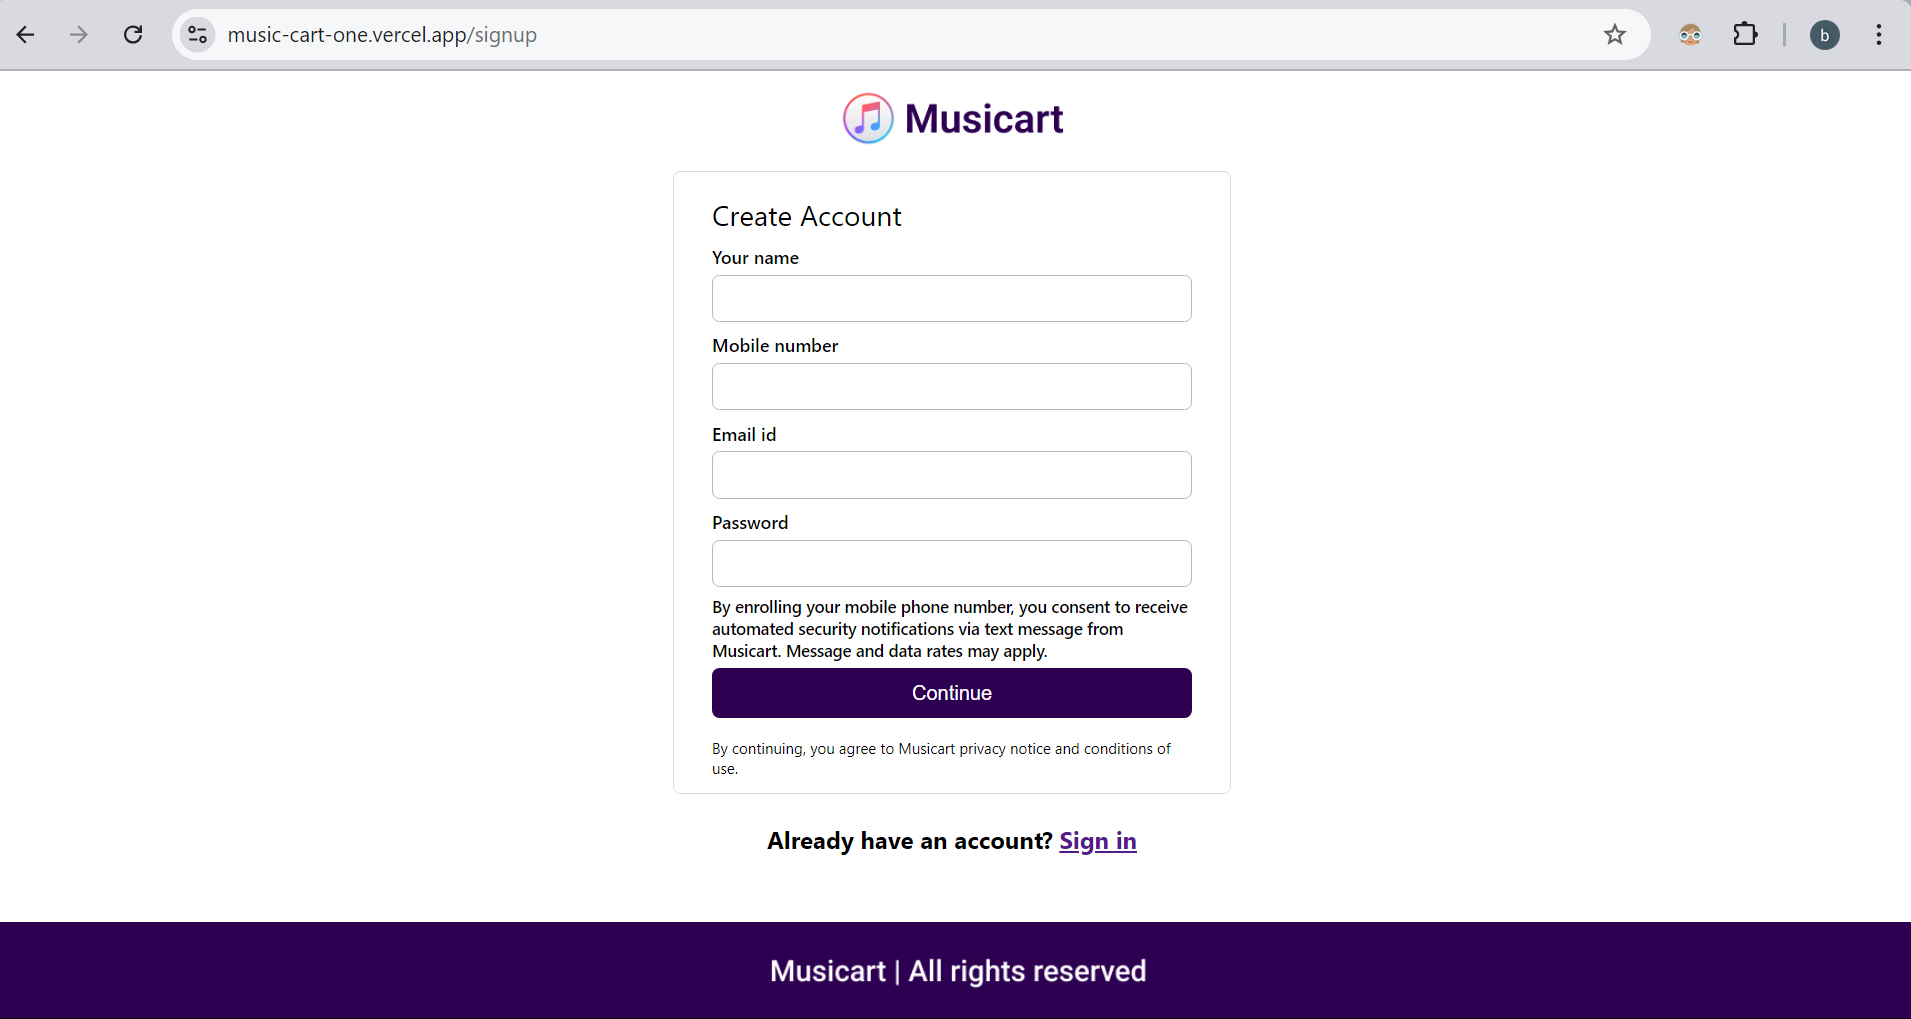 music-cart-one.vercel.app/signup
b
Musicart
Create Account
Your name
Mobile number
Email id
Password
By enrolling your mobile phone number, you consent to receive
automated security notifications via text message from
Musicart. Message and data rates may apply.
Continue
By continuing, you agree to Musicart privacy notice and conditions of
use.
Already have an account? Sign in
Musicart | All rights reserved